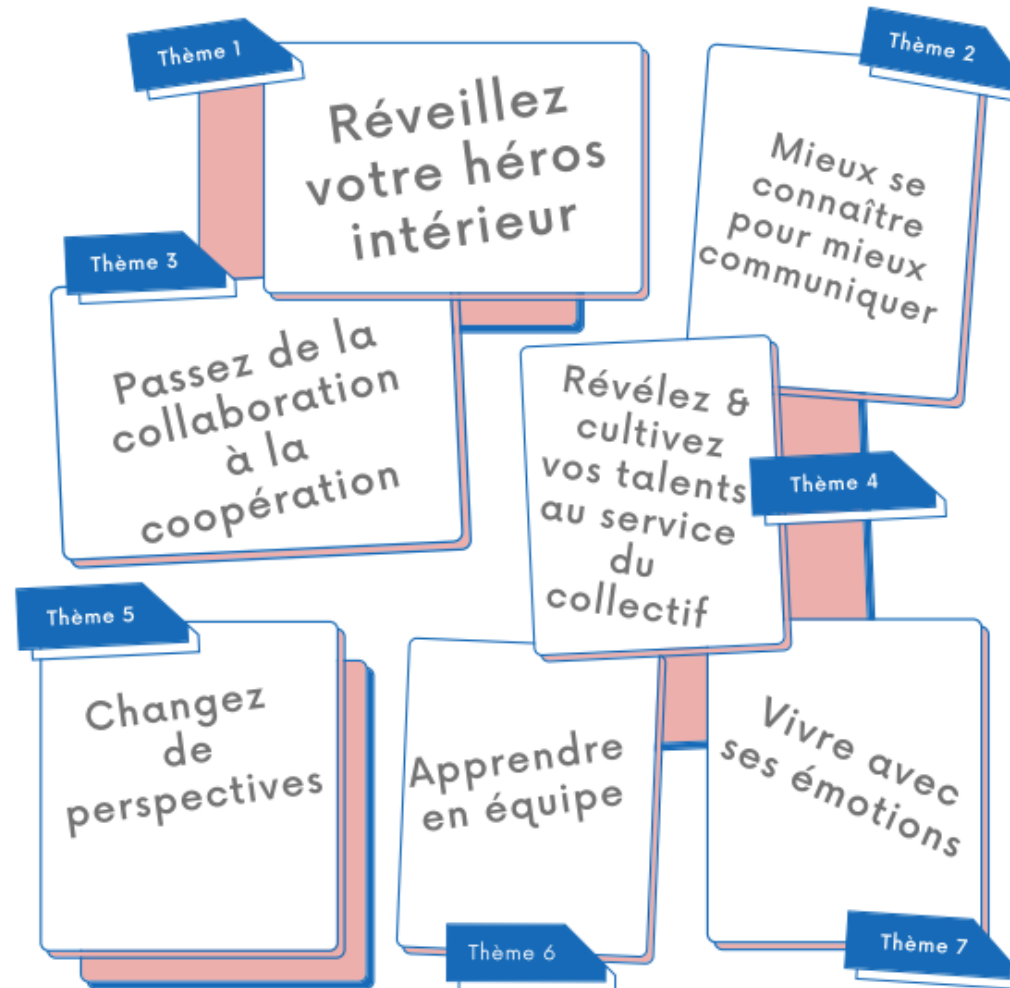 Thème 1
Réveillez
votre héros
intérieur
Thème 2
Mieux se
connaître
pour mieux
communiquer
Thème 3
Passez de la
collaboration
à la
coopération
Révélez &
cultivez
vos talents
au service
du
collectif
Thème 4
Thème 5
Changez
de
perspectives
Apprendre
en équipe
Thème 6
Vivre avec
ses émotions
Thème 7